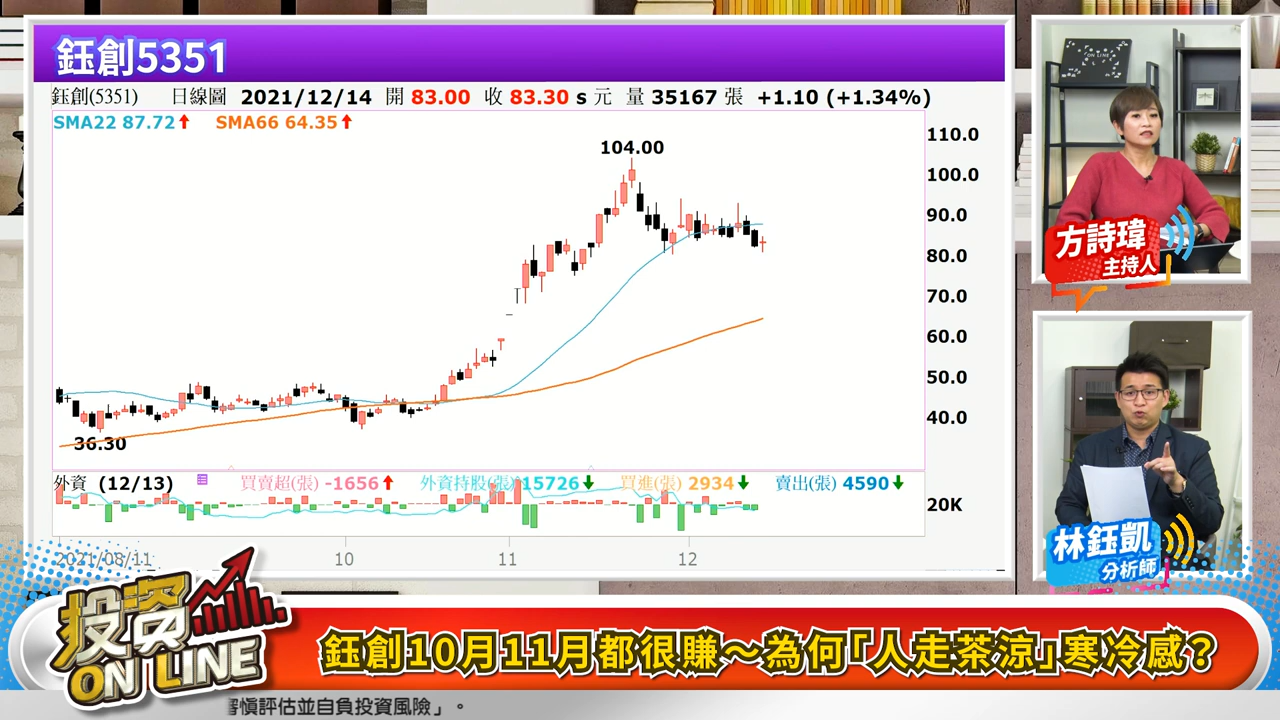 鈺創5351
鈺創(5351) 日線圖 2021/12/14 開 83.00 收 83.30 s 元 量 35167 張 +1.10 (+1.34%)
SMA22 87.72 SMA66 64.35
104.00
36.30
110.0
100.0
90.0
80.0
70.0
60.0
50.0
40.0
外資 (12/13) 買賣超(張) -1656 外資持股(張) 15726 買進(張) 2934 賣出(張) 4590
20K
2021/08/11 10 11 12
ON LINE
方詩瑋
主持人
林鈺凱
分析師
投資
ON LINE
鈺創10月11月都很賺～為何「人走茶涼」寒冷感？
審慎評估並自負投資風險」。